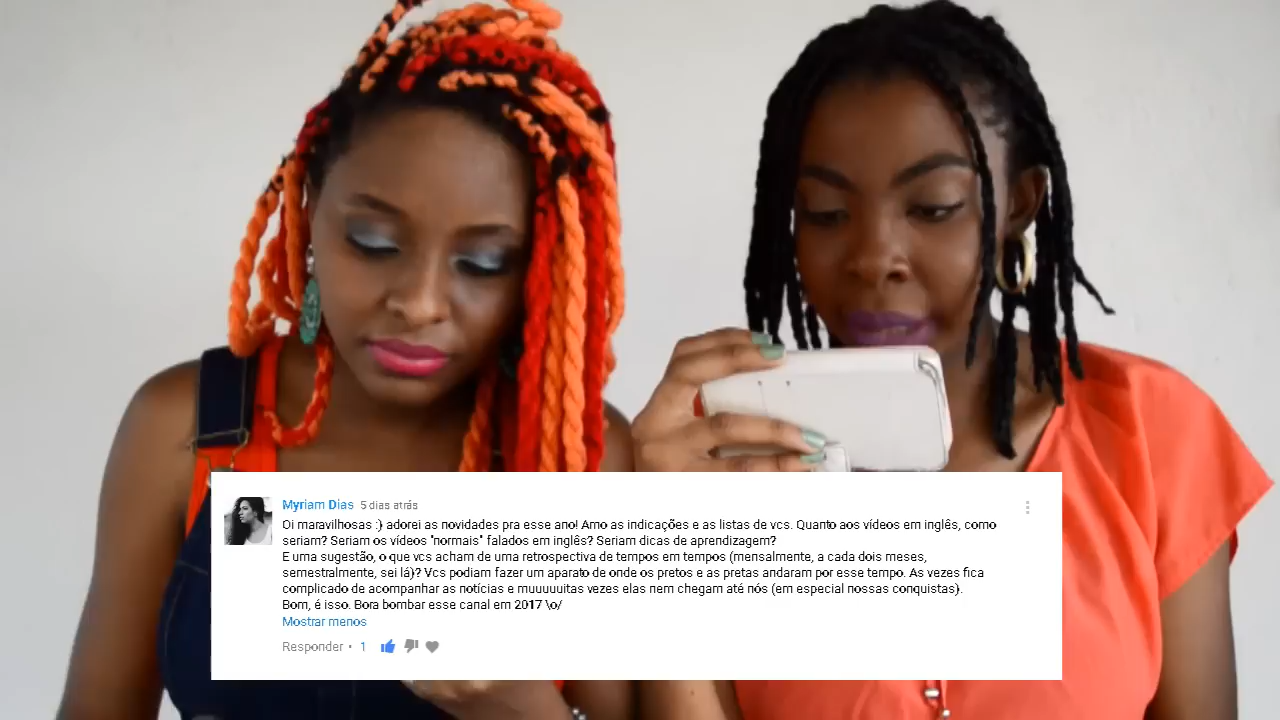 Myriam Dias 5 dias atrás
Oi maravilhosas :) adorei as novidades pra esse ano! Amo as indicações e as listas de vcs. Quanto aos vídeos em inglês, como
seriam? Seriam os vídeos "normais" falados em inglês? Seriam dicas de aprendizagem?
E uma sugestão, o que vcs acham de uma retrospectiva de tempos em tempos (mensalmente, a cada dois meses,
semestralmente, sei lá)? Vcs podiam fazer um aparato de onde os pretos e as pretas andaram por esse tempo. As vezes fica
complicado de acompanhar as notícias e muuuuuitas vezes elas nem chegam até nós (em especial nossas conquistas).
Bom, é isso. Bora bombar esse canal em 2017 \o/
Mostrar menos
Responder • 1